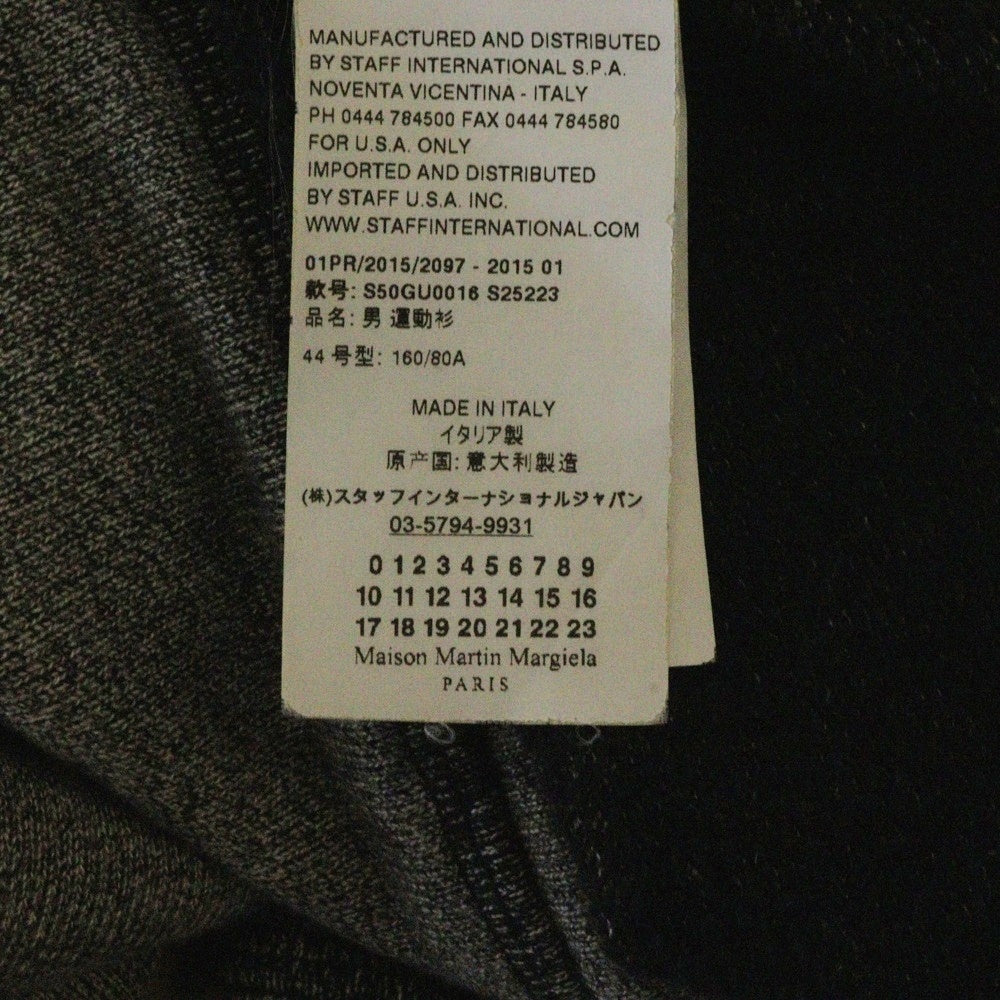 MANUFACTURED AND DISTRIBUTED
BY STAFF INTERNATIONAL S.P.A.
NOVENTA VICENTINA - ITALY
PH 0444 784500 FAX 0444 784580
FOR U.S.A. ONLY
IMPORTED AND DISTRIBUTED
BY STAFF U.S.A. INC.
WWW.STAFFINTERNATIONAL.COM
01PR/2015/2097 - 2015 01
款号: S50GU0016 S25223
品名: 男 運動衫
44 号型: 160/80A
MADE IN ITALY
イタリア製
原产国: 意大利製造
(株)スタッフインターナショナルジャパン
03-5794-9931
0 1 2 3 4 5 6 7 8 9
10 11 12 13 14 15 16
17 18 19 20 21 22 23
Maison Martin Margiela
PARIS